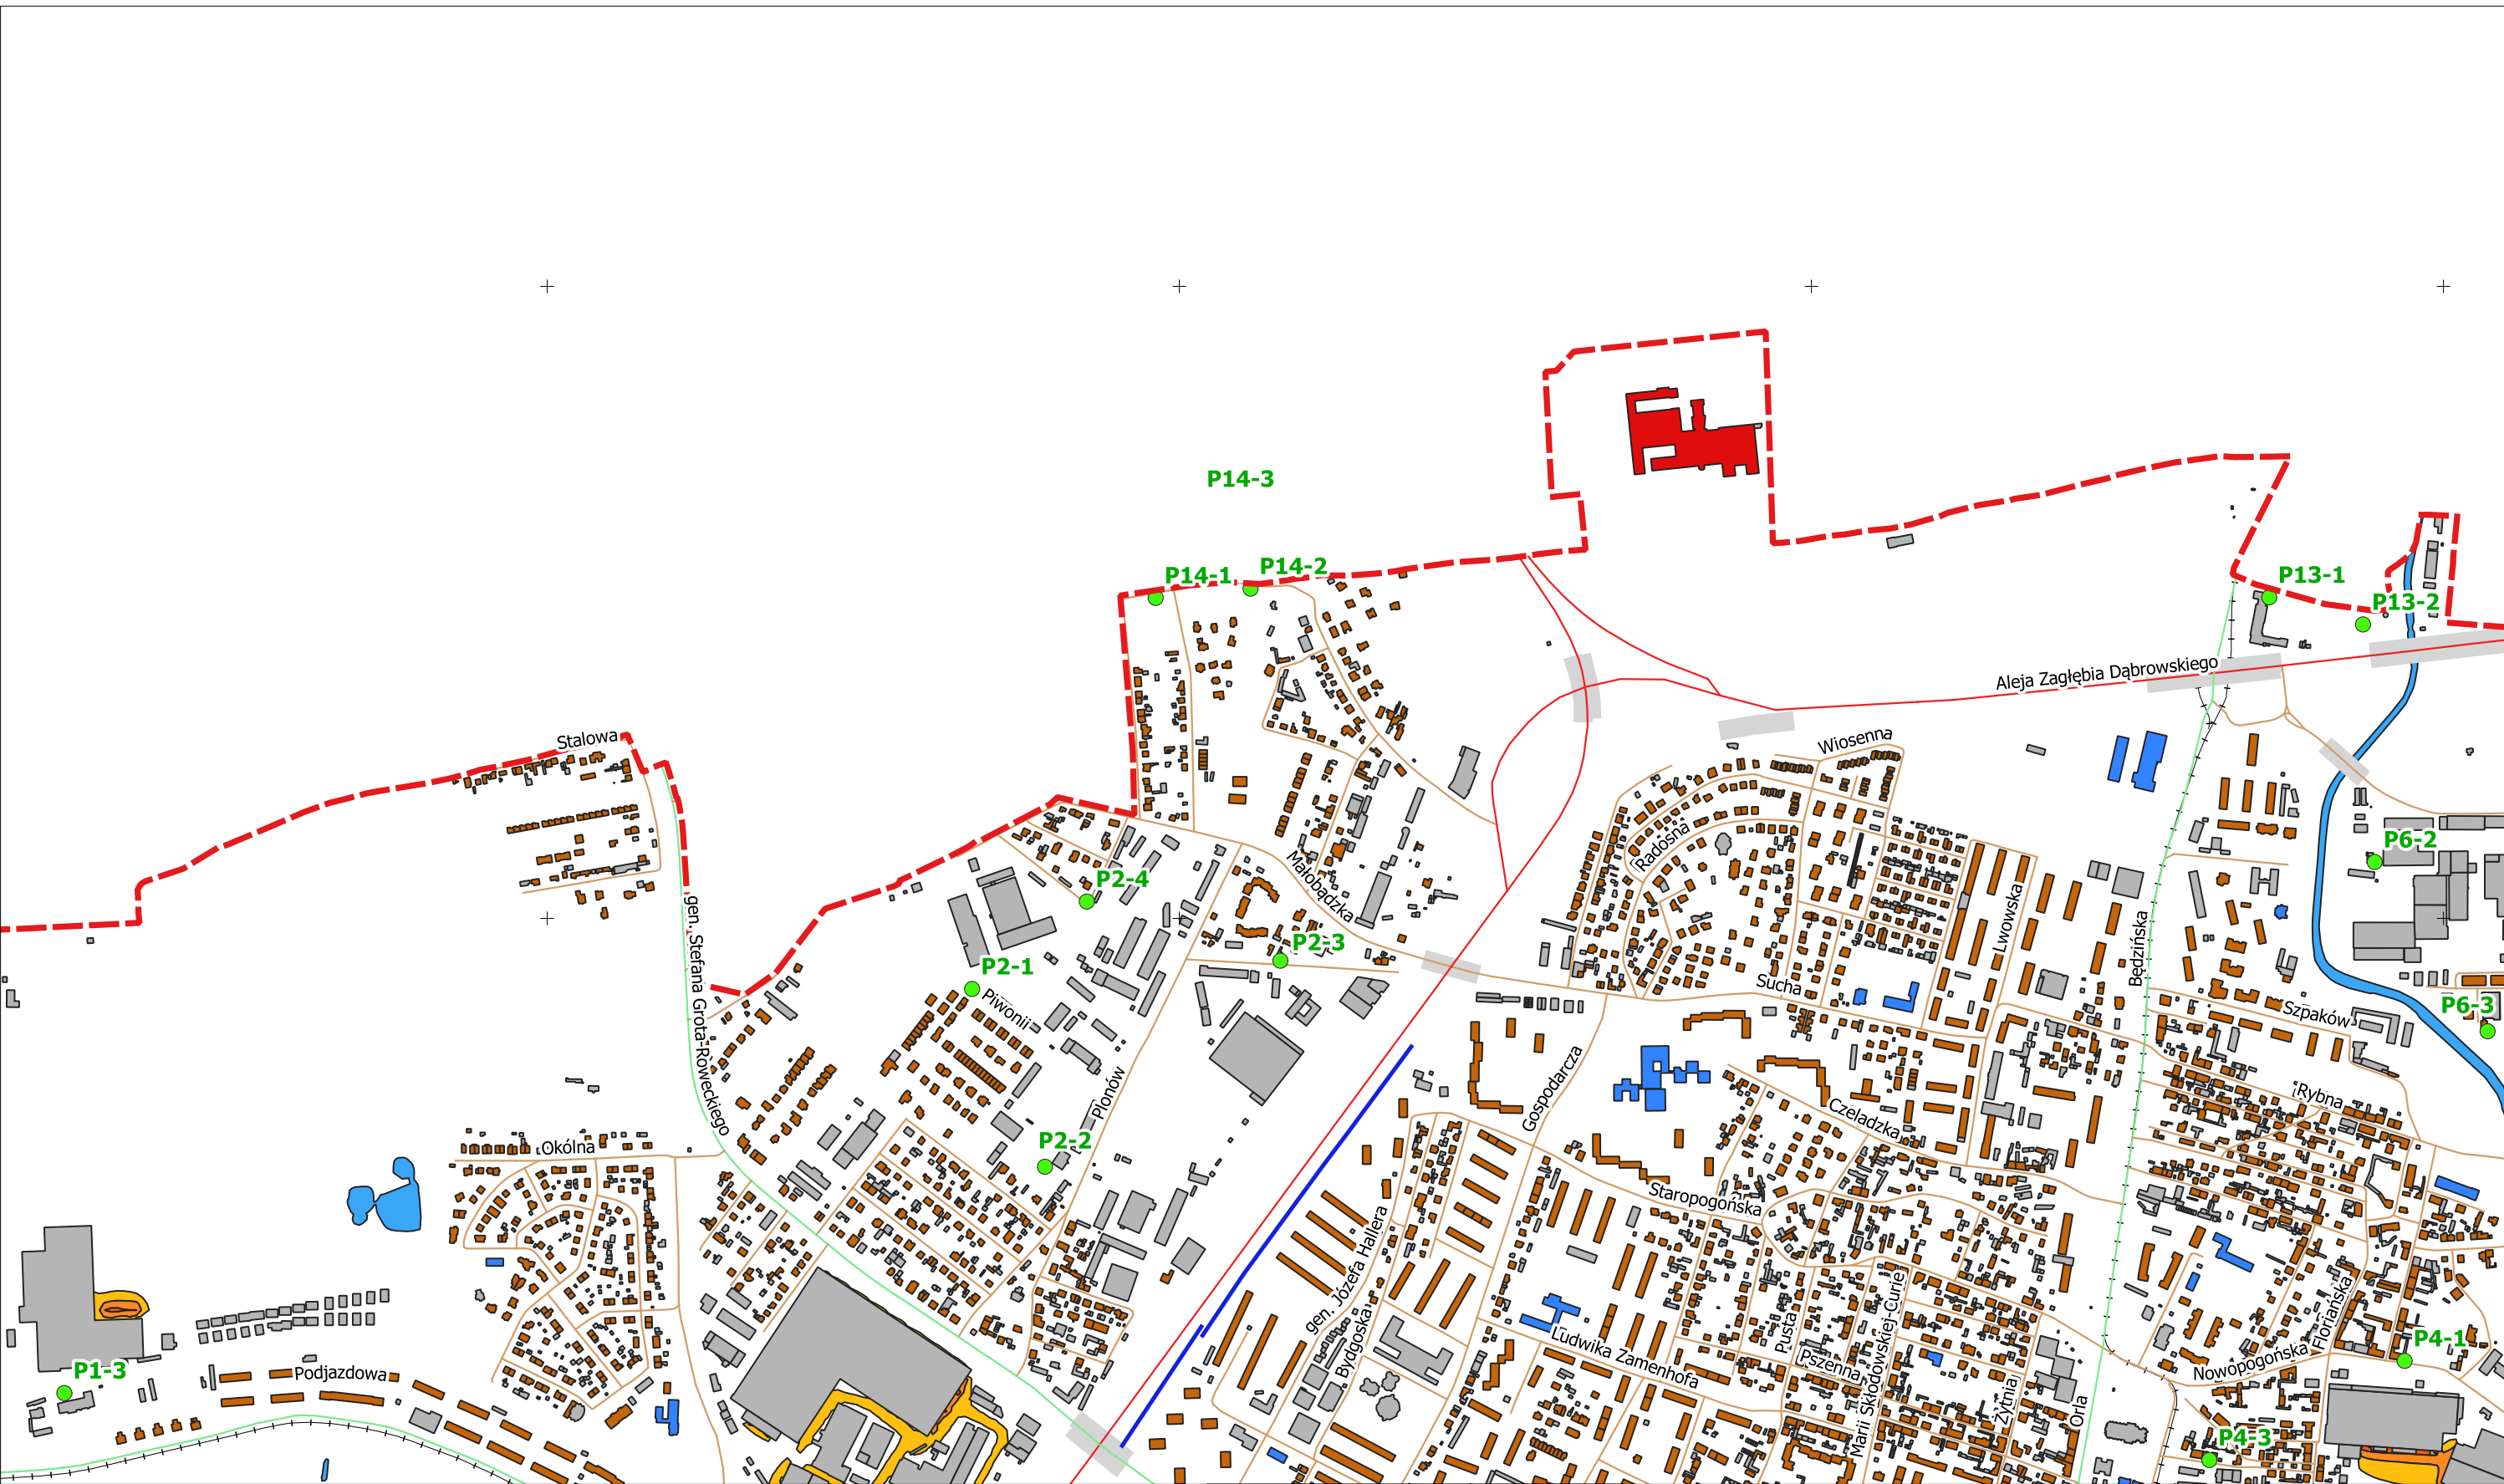 P14-3
P14-1
P14-2
P13-1
P13-2
Aleja Zagłębia Dąbrowskiego
Stalowa
Wiosenna
Radosna
P6-2
P2-4
Małobądzka
gen. Stefana Grota-Roweckiego
Lwowska
Będzińska
P2-3
P2-1
Piwonii
Sucha
P6-3
Szpaków
Plonów
Gospodarcza
Rybna
Czeladzka
P2-2
Okólna
Staropogońska
gen. Józefa Hallera
Bydgoska
Pusta
Marii Skłodowskiej-Curie
Floriańska
Ludwika Zamenhofa
Pszenna
Nowopogońska
P4-1
P1-3
Podjazdowa
Żytnia
Orla
P4-3